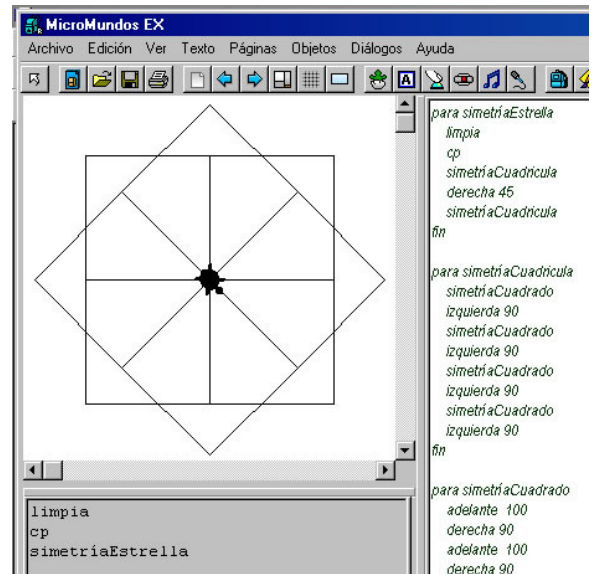 MicroMundos EX
Archivo Edición Ver Texto Páginas Objetos Diálogos Ayuda
para simetríaEstrella
limpia
cp
simetríaCuadricula
derecha 45
simetríaCuadricula
fin
para simetríaCuadricula
simetríaCuadrado
izquierda 90
simetríaCuadrado
izquierda 90
simetríaCuadrado
izquierda 90
simetríaCuadrado
izquierda 90
fin
para simetríaCuadrado
adelante 100
derecha 90
adelante 100
derecha 90
limpia
cp
simetríaEstrella